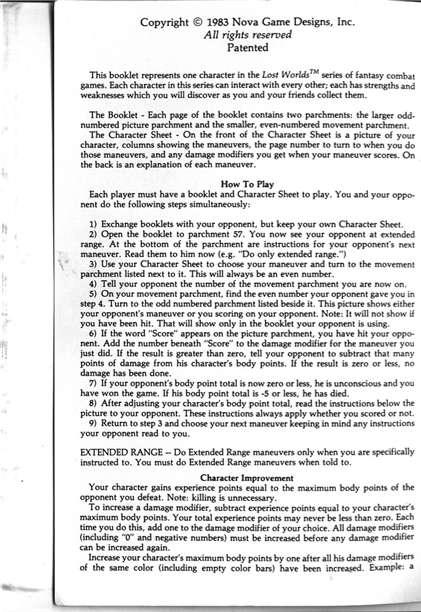 Copyright © 1983 Nova Game Designs, Inc.
All rights reserved
Patented
This booklet represents one character in the Lost Worlds™ series of fantasy combat
games. Each character in this series can interact with every other; each has strengths and
weaknesses which you will discover as you and your friends collect them.
The Booklet - Each page of the booklet contains two parchments: the larger odd-
numbered picture parchment and the smaller, even-numbered movement parchment.
The Character Sheet - On the front of the Character Sheet is a picture of your
character, columns showing the maneuvers, the page number to turn to when you do
those maneuvers, and any damage modifiers you get when your maneuver scores. On
the back is an explanation of each maneuver.
How To Play
Each player must have a booklet and Character Sheet to play. You and your oppo-
nent do the following steps simultaneously:
1) Exchange booklets with your opponent, but keep your own Character Sheet.
2) Open the booklet to parchment 57. You now see your opponent at extended
range. At the bottom of the parchment are instructions for your opponent's next
maneuver. Read them to him now (e.g. "Do only extended range.")
3) Use your Character Sheet to choose your maneuver and turn to the movement
parchment listed next to it. This will always be an even number.
4) Tell your opponent the number of the movement parchment you are now on.
5) On your movement parchment, find the even number your opponent gave you in
step 4. Turn to the odd numbered parchment listed beside it. This picture shows either
your opponent's maneuver or you scoring on your opponent. Note: It will not show if
you have been hit. That will show only in the booklet your opponent is using.
6) If the word "Score" appears on the picture parchment, you have hit your oppo-
nent. Add the number beneath "Score" to the damage modifier for the maneuver you
just did. If the result is greater than zero, tell your opponent to subtract that many
points of damage from his character's body points. If the result is zero or less, no
damage has been done.
7) If your opponent's body point total is now zero or less, he is unconscious and you
have won the game. If his body point total is -5 or less, he has died.
8) After adjusting your character's body point total, read the instructions below the
picture to your opponent. These instructions always apply whether you scored or not.
9) Return to step 3 and choose your next maneuver keeping in mind any instructions
your opponent read to you.
EXTENDED RANGE -- Do Extended Range maneuvers only when you are specifically
instructed to. You must do Extended Range maneuvers when told to.
Character Improvement
Your character gains experience points equal to the maximum body points of the
opponent you defeat. Note: killing is unnecessary.
To increase a damage modifier, subtract experience points equal to your character's
maximum body points. Your total experience points may never be less than zero. Each
time you do this, add one to the damage modifier of your choice. All damage modifiers
(including "0" and negative numbers) must be increased before any damage modifier
can be increased again.
Increase your character's maximum body points by one after all his damage modifiers
of the same color (including empty color bars) have been increased. Example: a